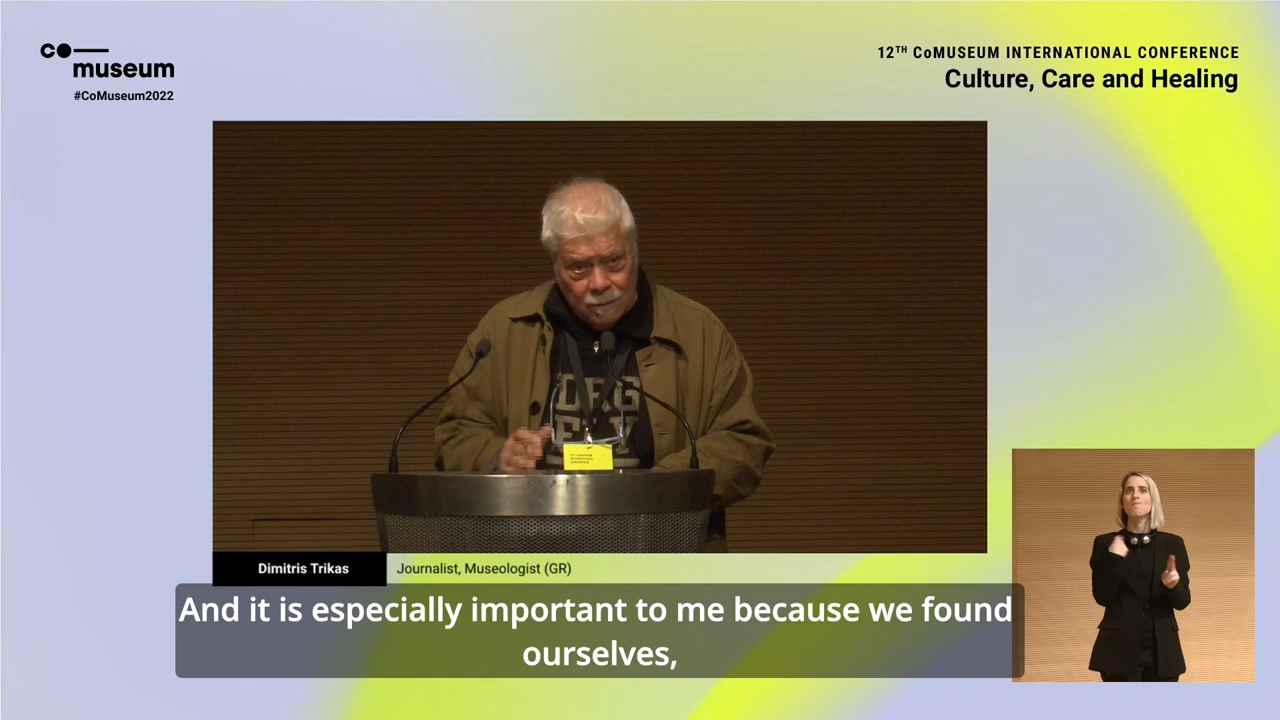 co
museum
#CoMuseum2022
12TH CoMUSEUM INTERNATIONAL CONFERENCE
Culture, Care and Healing
Dimitris Trikas
Journalist, Museologist (GR)
And it is especially important to me because we found
ourselves,